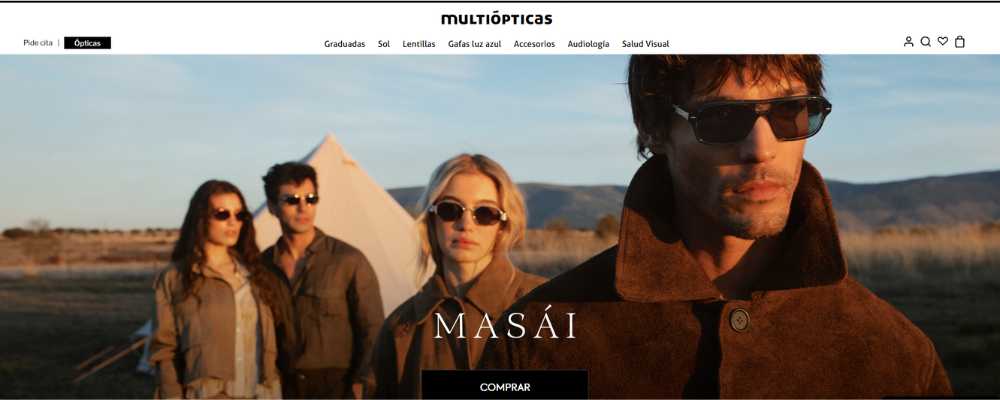 MULTIÓPTICAS
Pide cita | Ópticas
Graduadas Sol Lentillas Gafas luz azul Accesorios Audiología Salud Visual
MASÁI
COMPRAR